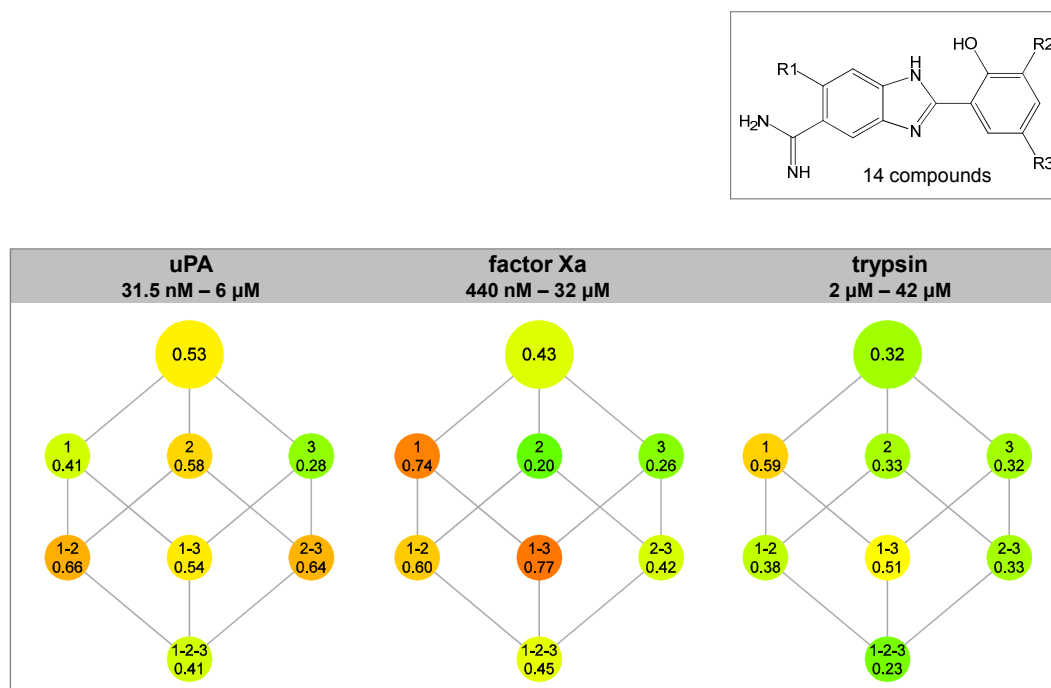 HO
R2
R1
H
N
H₂N
N
NH
R3
14 compounds
uPA
31.5 nM – 6 µM
factor Xa
440 nM – 32 µM
trypsin
2 µM – 42 µM
0.53
1
0.41
2
0.58
3
0.28
1-2
0.66
1-3
0.54
2-3
0.64
1-2-3
0.41
0.43
1
0.74
2
0.20
3
0.26
1-2
0.60
1-3
0.77
2-3
0.42
1-2-3
0.45
0.32
1
0.59
2
0.33
3
0.32
1-2
0.38
1-3
0.51
2-3
0.33
1-2-3
0.23